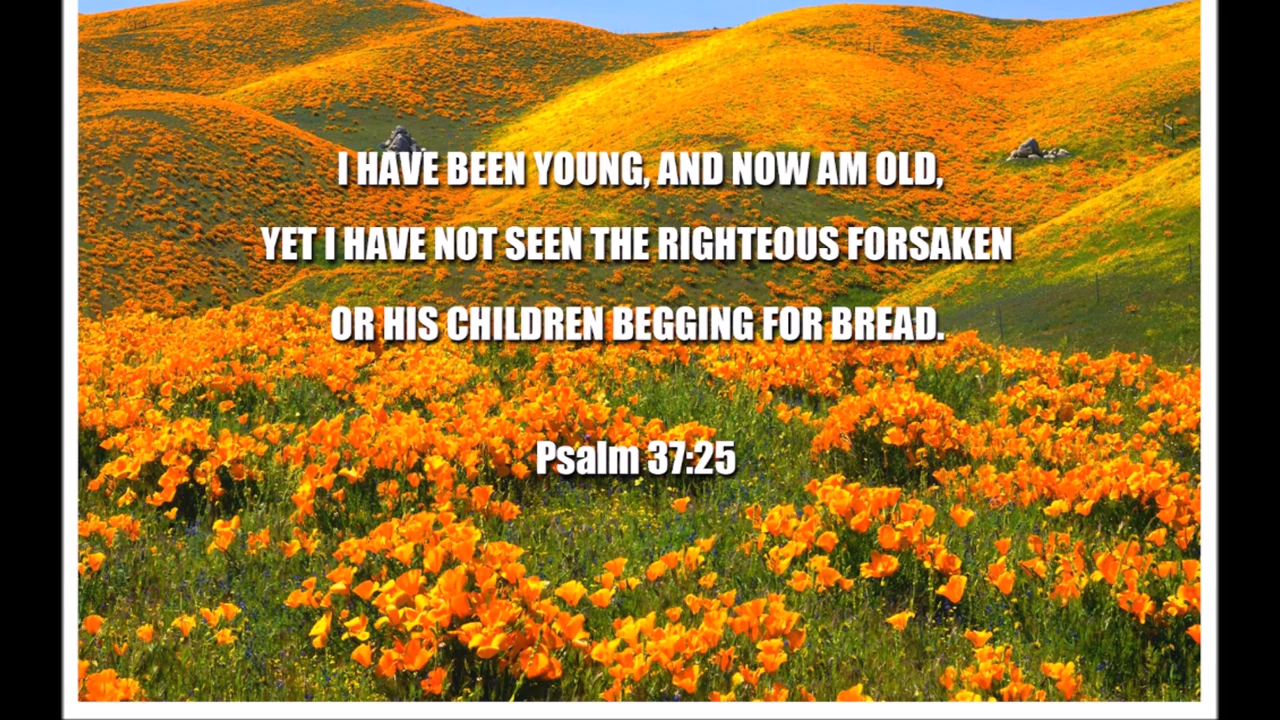 I HAVE BEEN YOUNG, AND NOW AM OLD,
YET I HAVE NOT SEEN THE RIGHTEOUS FORSAKEN
OR HIS CHILDREN BEGGING FOR BREAD.
Psalm 37:25